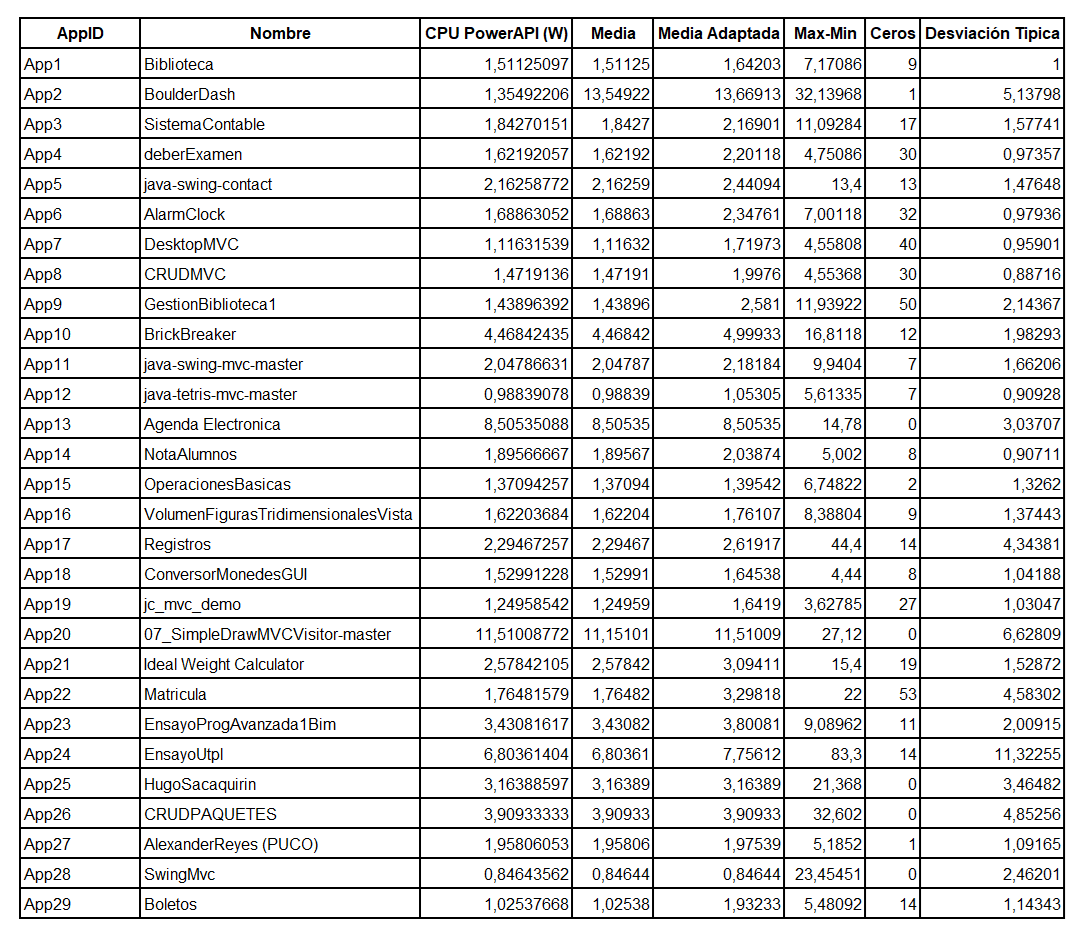 AppID Nombre CPU PowerAPI (W) Media Media Adaptada Max-Min Ceros Desviación Tipica
App1 Biblioteca 1,51125097 1,51125 1,64203 7,17086 9 1
App2 BoulderDash 1,35492206 13,54922 13,66913 32,13968 1 5,13798
App3 SistemaContable 1,84270151 1,8427 2,16901 11,09284 17 1,57741
App4 deberExamen 1,62192057 1,62192 2,20118 4,75086 30 0,97357
App5 java-swing-contact 2,16258772 2,16259 2,44094 13,4 13 1,47648
App6 AlarmClock 1,68863052 1,68863 2,34761 7,00118 32 0,97936
App7 DesktopMVC 1,11631539 1,11632 1,71973 4,55808 40 0,95901
App8 CRUDMVC 1,4719136 1,47191 1,9976 4,55368 30 0,88716
App9 GestionBiblioteca1 1,43896392 1,43896 2,581 11,93922 50 2,14367
App10 BrickBreaker 4,46842435 4,46842 4,99933 16,8118 12 1,98293
App11 java-swing-mvc-master 2,04786631 2,04787 2,18184 9,9404 7 1,66206
App12 java-tetris-mvc-master 0,98839078 0,98839 1,05305 5,61335 7 0,90928
App13 Agenda Electronica 8,50535088 8,50535 8,50535 14,78 0 3,03707
App14 NotaAlumnos 1,89566667 1,89567 2,03874 5,002 8 0,90711
App15 OperacionesBasicas 1,37094257 1,37094 1,39542 6,74822 2 1,3262
App16 VolumenFigurasTridimensionalesVista 1,62203684 1,62204 1,76107 8,38804 9 1,37443
App17 Registros 2,29467257 2,29467 2,61917 44,4 14 4,34381
App18 ConversorMonedesGUI 1,52991228 1,52991 1,64538 4,44 8 1,04188
App19 jc_mvc_demo 1,24958542 1,24959 1,6419 3,62785 27 1,03047
App20 07_SimpleDrawMVCVisitor-master 11,51008772 11,15101 11,51009 27,12 0 6,62809
App21 Ideal Weight Calculator 2,57842105 2,57842 3,09411 15,4 19 1,52872
App22 Matricula 1,76481579 1,76482 3,29818 22 53 4,58302
App23 EnsayoProgAvanzada1Bim 3,43081617 3,43082 3,80081 9,08962 11 2,00915
App24 EnsayoUtpl 6,80361404 6,80361 7,75612 83,3 14 11,32255
App25 HugoSacaquirin 3,16388597 3,16389 3,16389 21,368 0 3,46482
App26 CRUDPAQUETES 3,90933333 3,90933 3,90933 32,602 0 4,85256
App27 AlexanderReyes (PUCO) 1,95806053 1,95806 1,97539 5,1852 1 1,09165
App28 SwingMvc 0,84643562 0,84644 0,84644 23,45451 0 2,46201
App29 Boletos 1,02537668 1,02538 1,93233 5,48092 14 1,14343